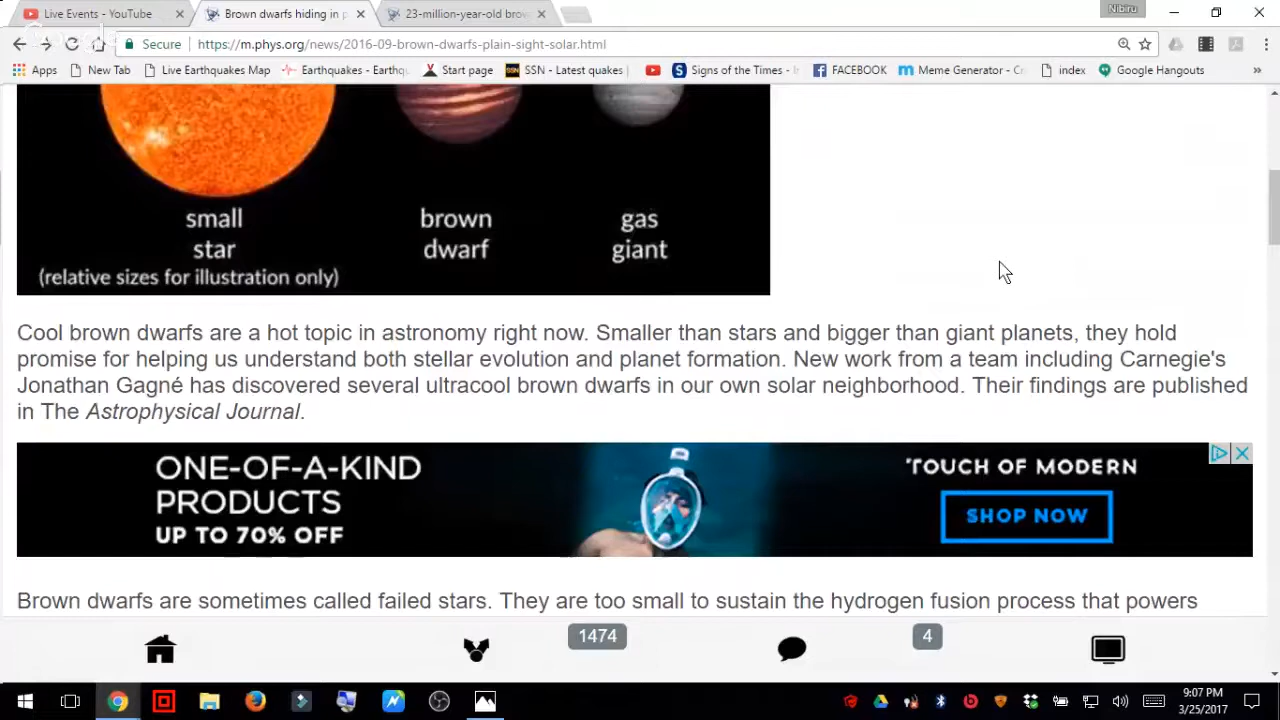 Live Events - YouTube
Brown dwarfs hiding in p
23-million-year-old brow
Nibiru
Secure
https://m.phys.org/news/2016-09-brown-dwarfs-plain-sight-solar.html
Apps
New Tab
Live Earthquakes Map
Earthquakes - Earthqu
Start page
SSN
SSN - Latest quakes
S
Signs of the Times - I
FACEBOOK
Meme Generator - Cr
index
Google Hangouts
»
small
star
(relative sizes for illustration only)
brown
dwarf
gas
giant
Cool brown dwarfs are a hot topic in astronomy right now. Smaller than stars and bigger than giant planets, they hold
promise for helping us understand both stellar evolution and planet formation. New work from a team including Carnegie's
Jonathan Gagné has discovered several ultracool brown dwarfs in our own solar neighborhood. Their findings are published
in The Astrophysical Journal.
ONE-OF-A-KIND
PRODUCTS
UP TO 70% OFF
TOUCH OF MODERN
SHOP NOW
Brown dwarfs are sometimes called failed stars. They are too small to sustain the hydrogen fusion process that powers
1474
4
9:07 PM
3/25/2017